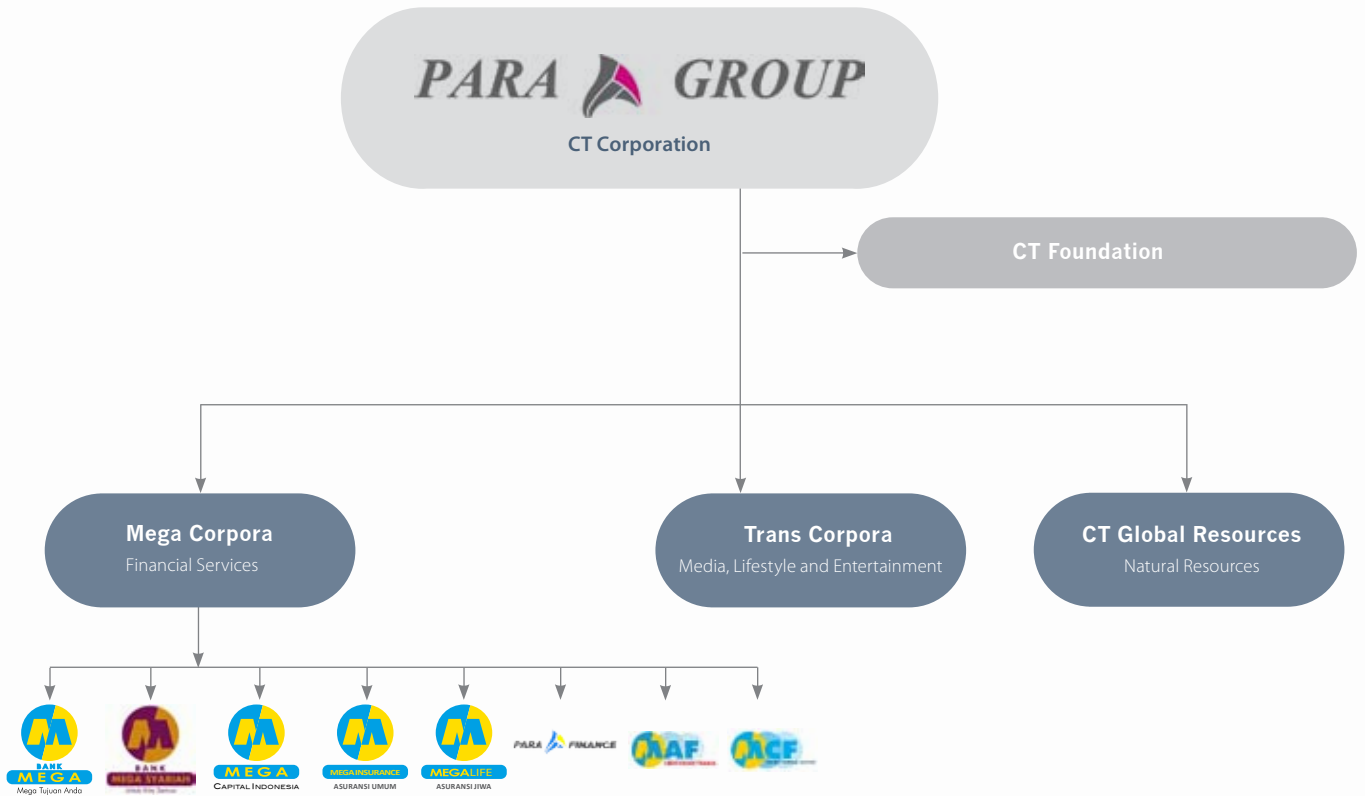 PARA GROUP
CT Corporation
CT Foundation
Mega Corpora
Financial Services
Trans Corpora
Media, Lifestyle and Entertainment
CT Global Resources
Natural Resources
BANK
MEGA
Mega Tujuan Anda
BANK
MEGA SYARIAH
MEGA
CAPITAL INDONESIA
MEGA INSURANCE
ASURANSI UMUM
MEGALIFE
ASURANSI JIWA
PARA FINANCE
MAF
MCF